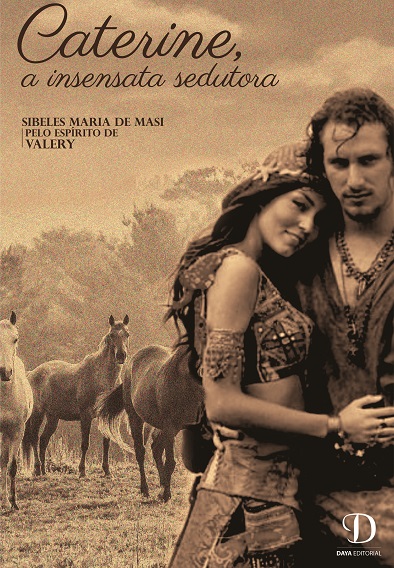 Caterine,
a insensata sedutora
SIBELES MARIA DE MASI
PELO ESPÍRITO DE
VALERY
D
DAYA EDITORIAL